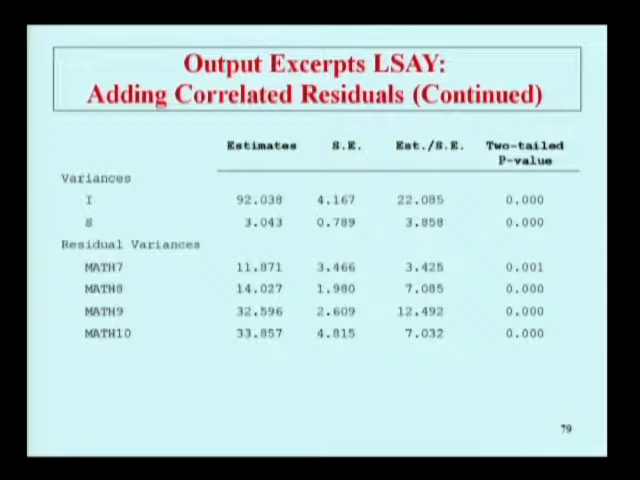 Output Excerpts LSAY:
Adding Correlated Residuals (Continued)
Estimates S.E. Est./S.E. Two-tailed
P-value
Variances
I 92.038 4.167 22.085 0.000
S 3.043 0.789 3.858 0.000
Residual Variances
MATH7 11.871 3.466 3.425 0.001
MATH8 14.027 1.980 7.085 0.000
MATH9 32.596 2.609 12.492 0.000
MATH10 33.857 4.815 7.032 0.000
79